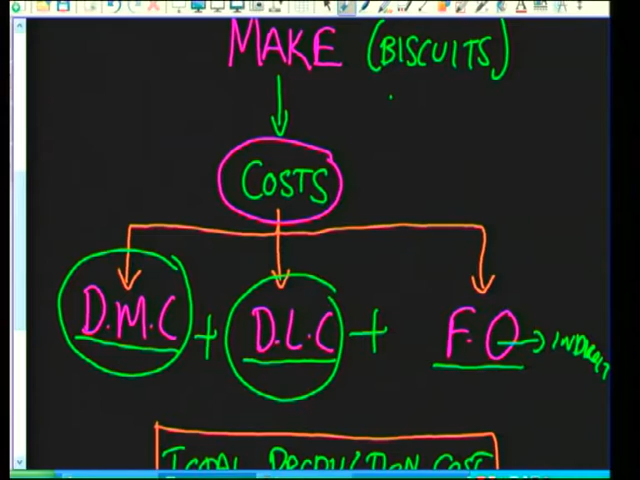 MAKE (BISCUITS)
COSTS
D.M.C + D.L.C + F.O → INDIRECT
TOTAL PRODUCTION COST